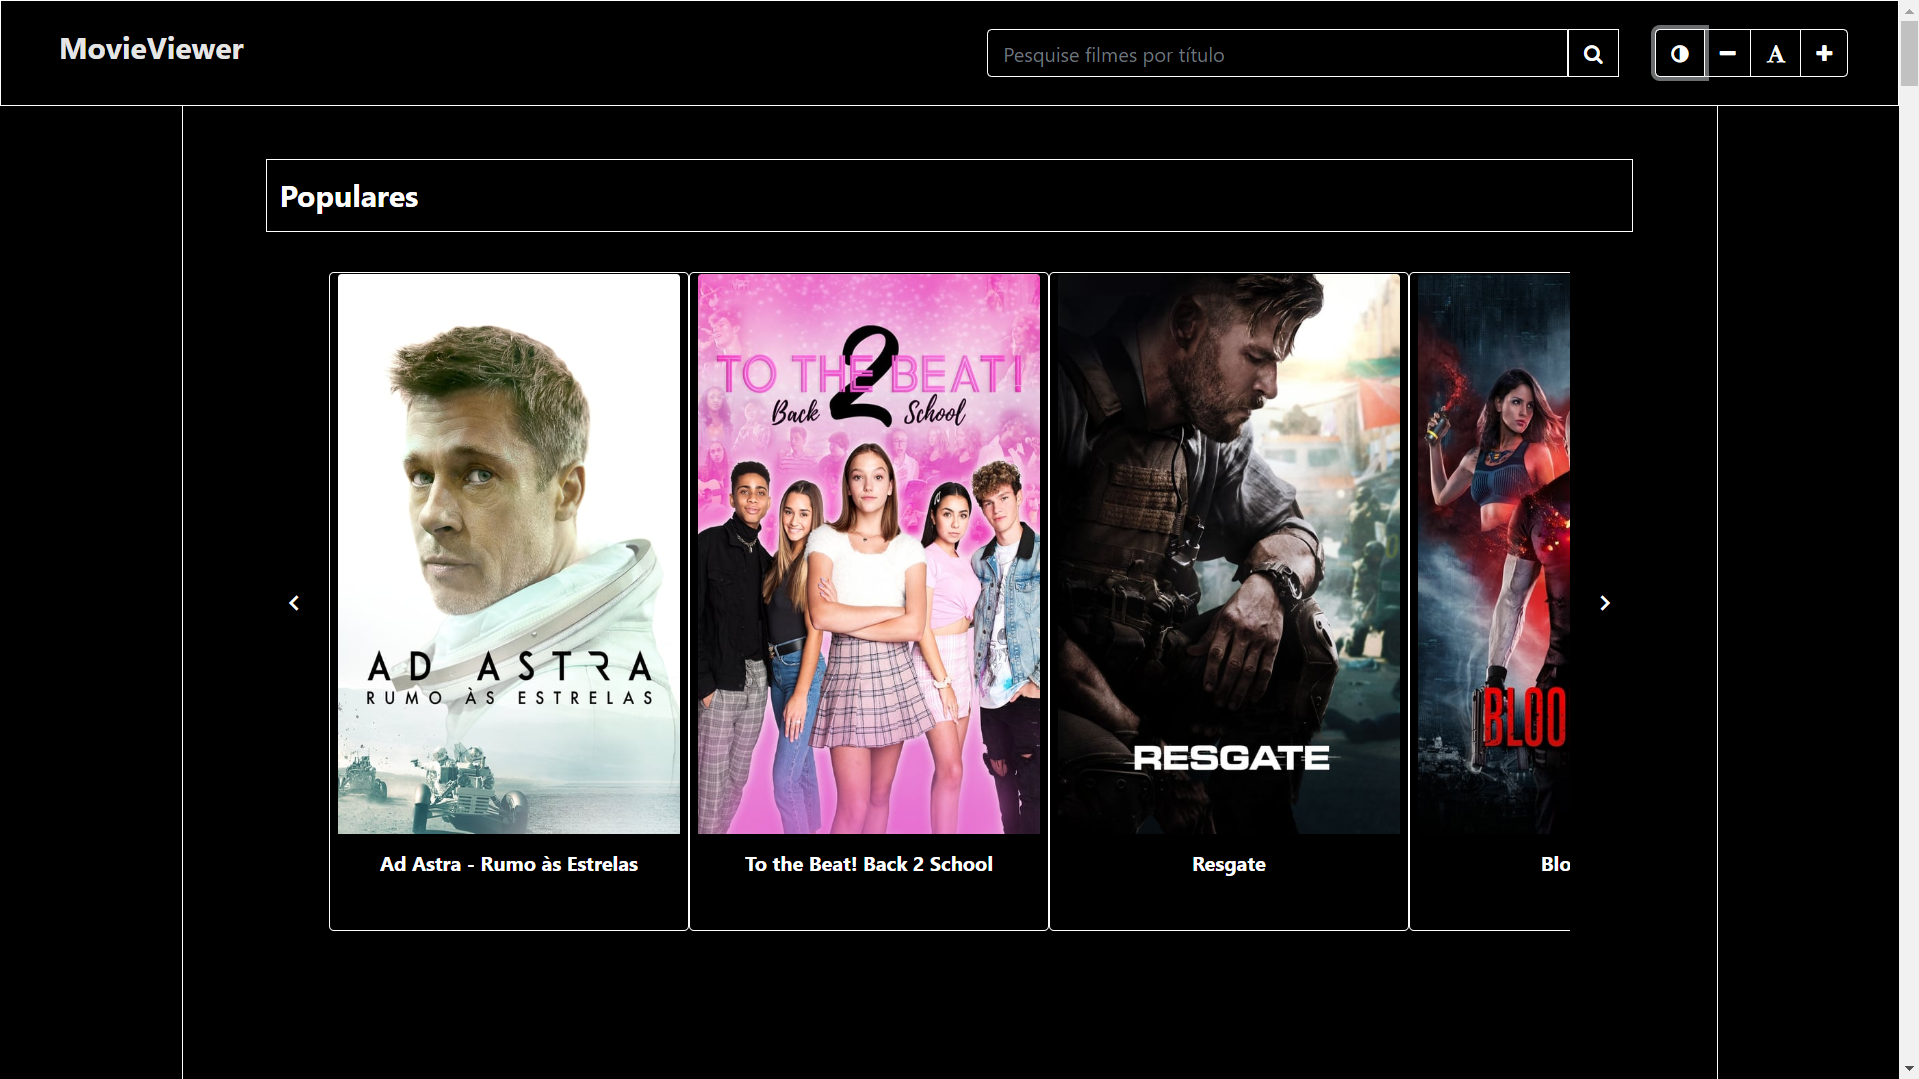 MovieViewer
Pesquise filmes por título
A
Populares
TO THE BEAT!
2
Back School
AD ASTRA
RUMO ÀS ESTRELAS
RESGATE
BLOO
Ad Astra - Rumo às Estrelas
To the Beat! Back 2 School
Resgate
Blo